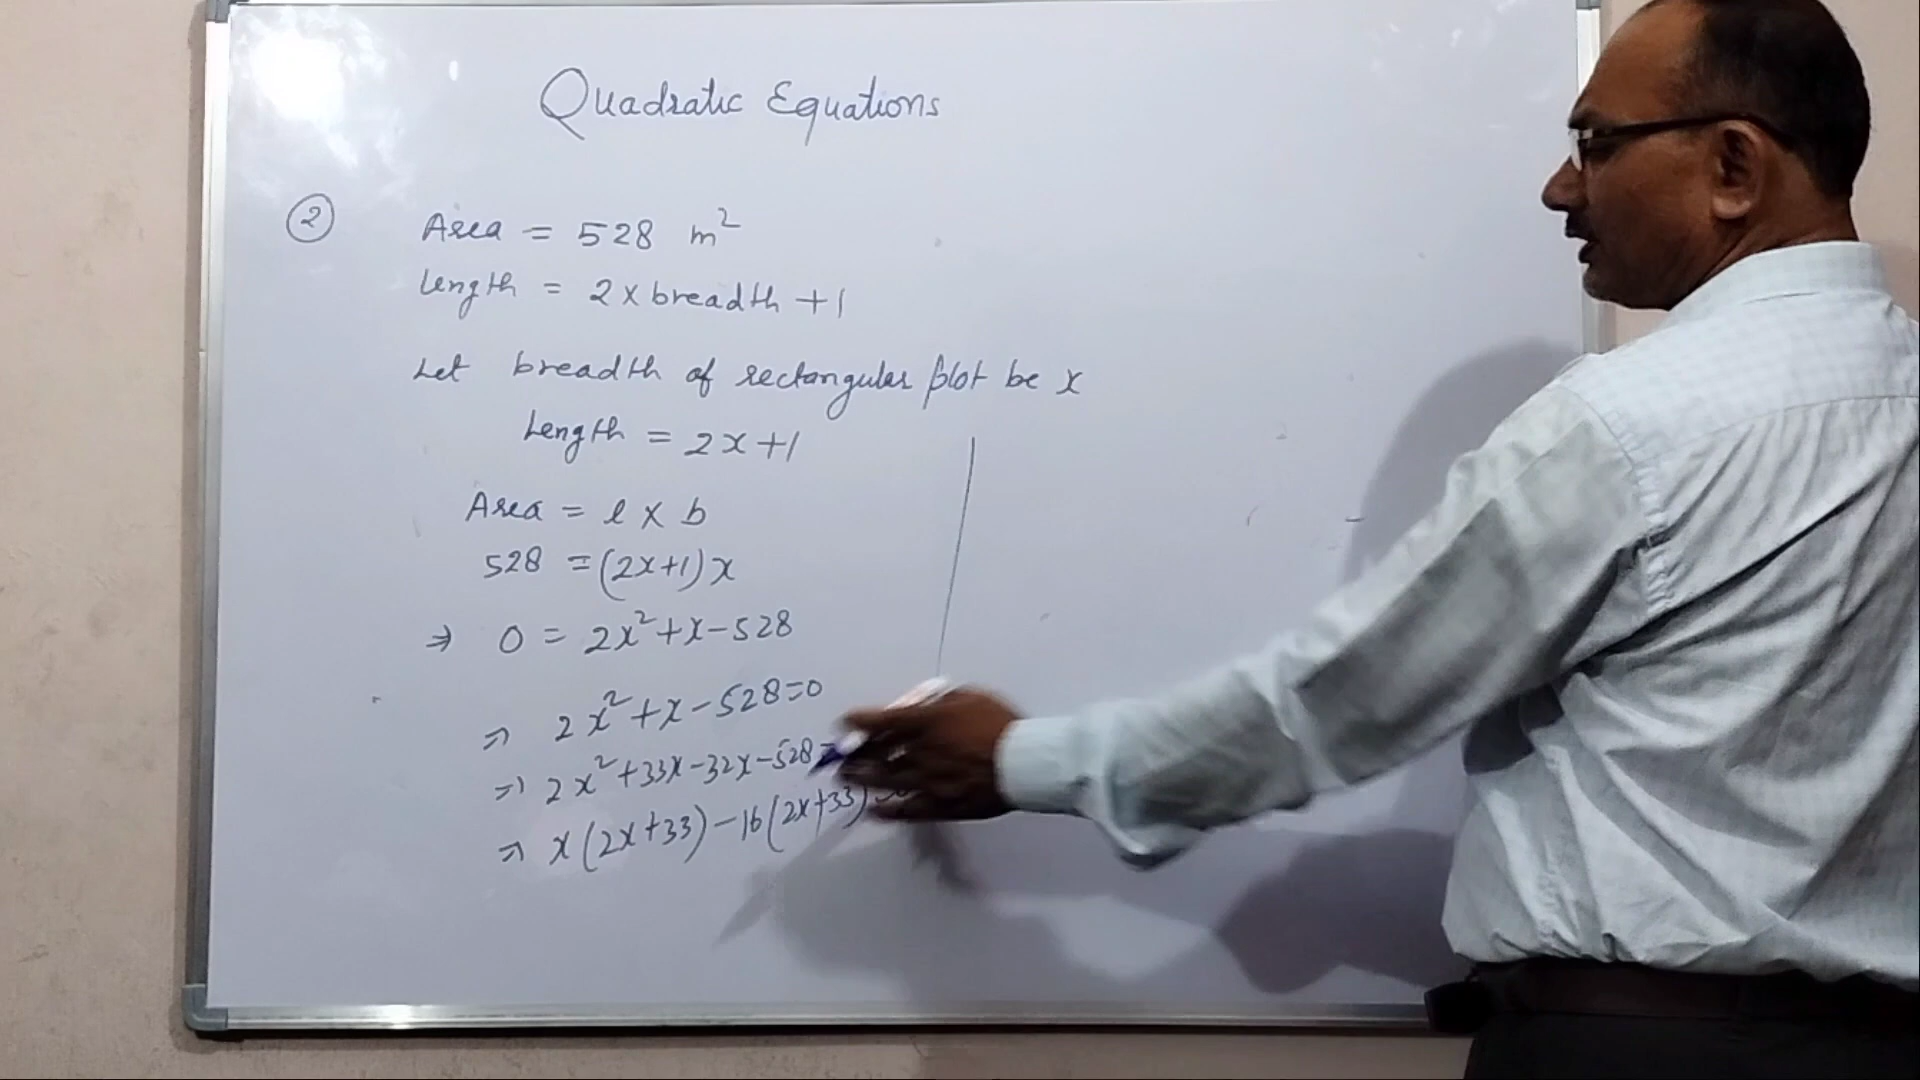 Quadratic Equations
② Area = 528 m²
Length = 2 x breadth + 1
Let breadth of rectangular plot be x
Length = 2x+1
Area = l x b
528 = (2x+1)x
⇒ 0 = 2x²+x-528
⇒ 2x²+x-528=0
⇒ 2x²+33x-32x-528=
⇒ x(2x+33)-16(2x+33)